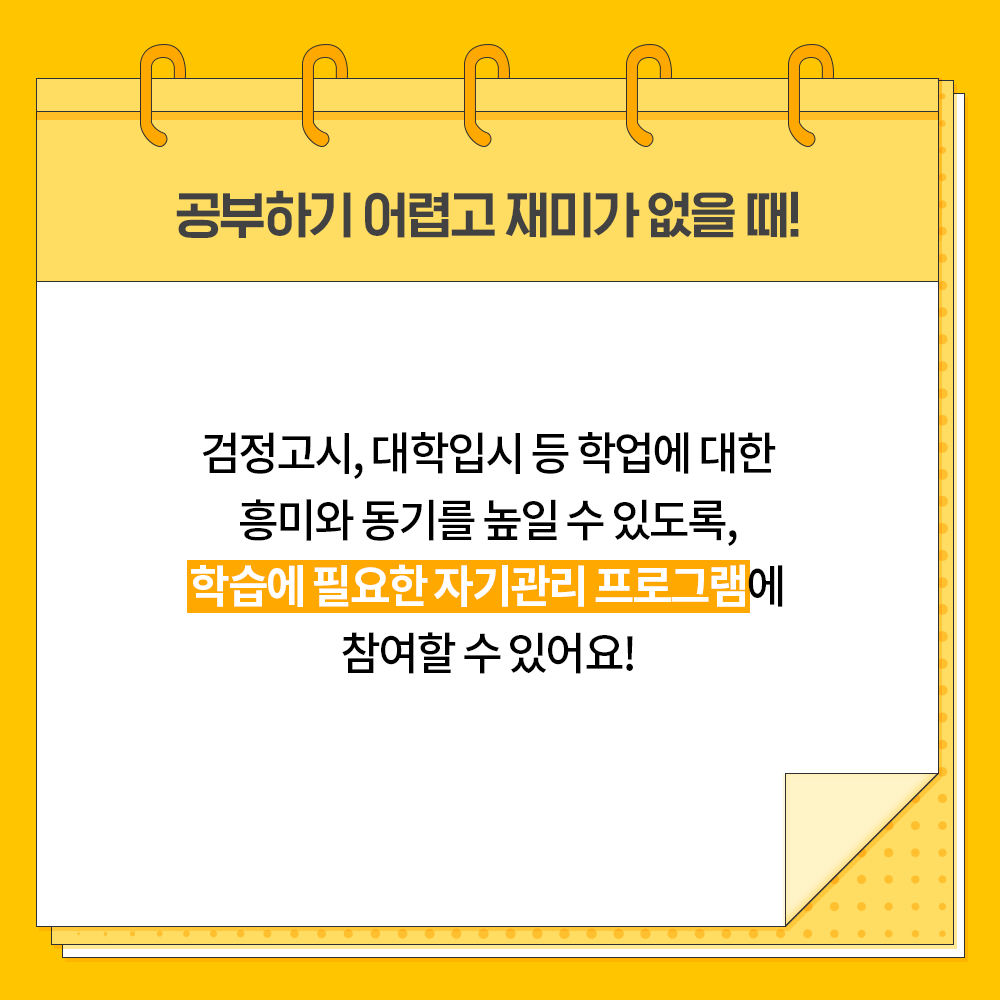 공부하기 어렵고 재미가 없을 때!
검정고시, 대학입시 등 학업에 대한
흥미와 동기를 높일 수 있도록,
학습에 필요한 자기관리 프로그램에
참여할 수 있어요!